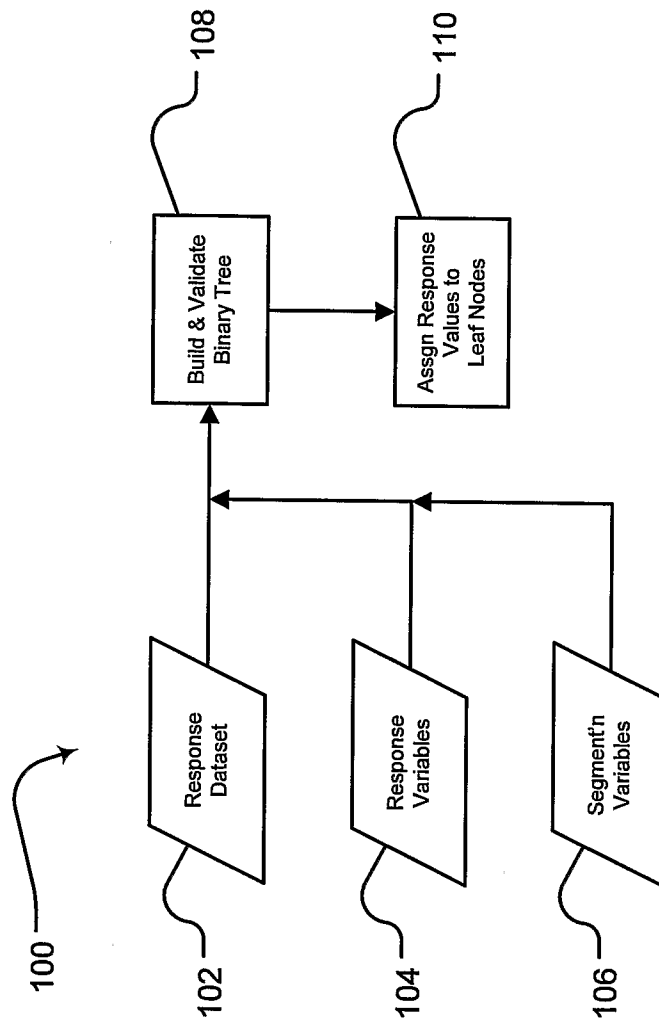 100
102
Response
Dataset
104
Response
Variables
106
Segment'n
Variables
108
Build & Validate
Binary Tree
110
Assgn Response
Values to
Leaf Nodes